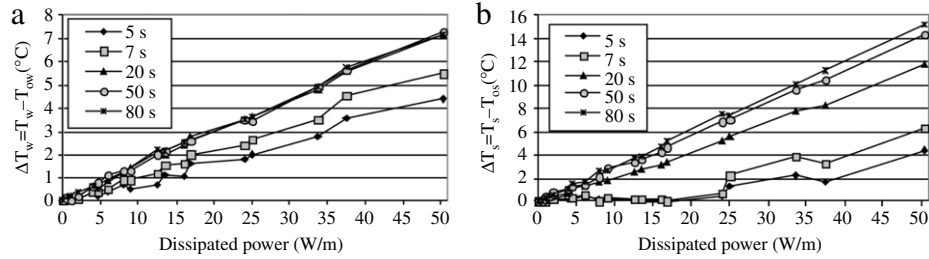 a
ΔT_w=T_w−T_ow(°C)
8
7
6
5
4
3
2
1
0
5 s
7 s
20 s
50 s
80 s
0 5 10 15 20 25 30 35 40 45 50
Dissipated power (W/m)
b
ΔT_s=T_s−T_os(°C)
16
14
12
10
8
6
4
2
0
5 s
7 s
20 s
50 s
80 s
0 5 10 15 20 25 30 35 40 45 50
Dissipated power (W/m)